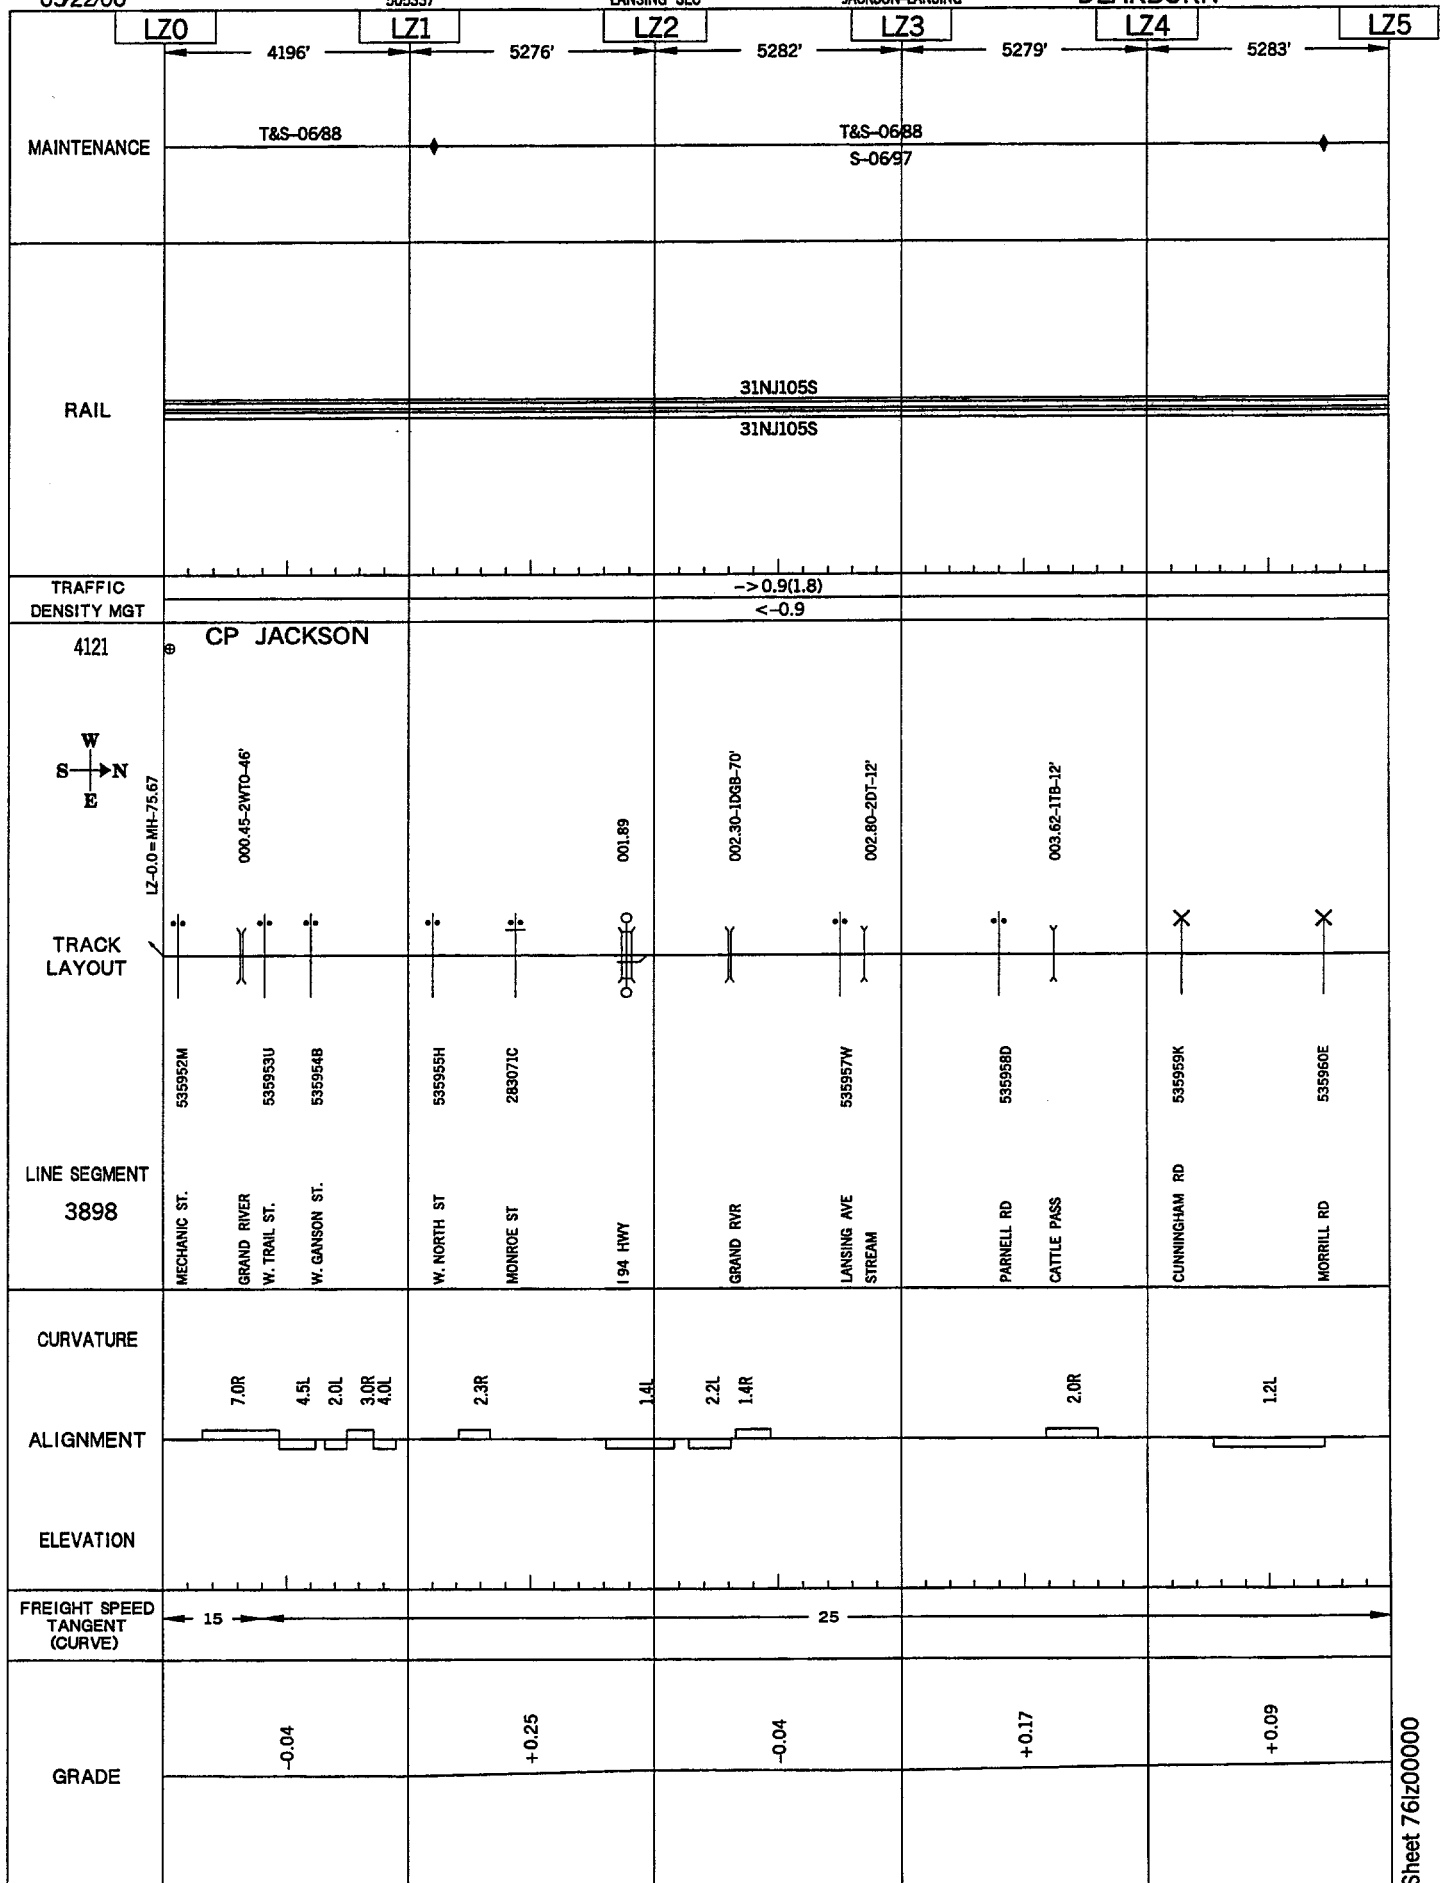 LZ0 LZ1 LZ2 LZ3 LZ4 LZ5
4196' 5276' 5282' 5279' 5283'
MAINTENANCE
T&S-06/88
T&S-06/88
S-06/97
RAIL
31NJ105S
31NJ105S
TRAFFIC
DENSITY MGT
->0.9(1.8)
<-0.9
4121
CP JACKSON
W
S N
E
LZ-0.0=MH-75.67
000.45-2WTO-46'
001.89
002.30-1DGB-70'
002.80-2DT-12'
003.62-1TB-12'
TRACK
LAYOUT
535952M
535953U
535954B
535955H
283071C
535957W
535958D
535959K
535960E
LINE SEGMENT
3898
MECHANIC ST.
GRAND RIVER
W. TRAIL ST.
W. GANSON ST.
W. NORTH ST
MONROE ST
I 94 HWY
GRAND RVR
LANSING AVE
STREAM
PARNELL RD
CATTLE PASS
CUNNINGHAM RD
MORRILL RD
CURVATURE
7.0R 4.5L 2.0L 3.0R 4.0L 2.3R 1.4L 2.2L 1.4R 2.0R 1.2L
ALIGNMENT
ELEVATION
FREIGHT SPEED
TANGENT
(CURVE)
15 25
GRADE
-0.04 +0.25 -0.04 +0.17 +0.09
Sheet 76lz00000